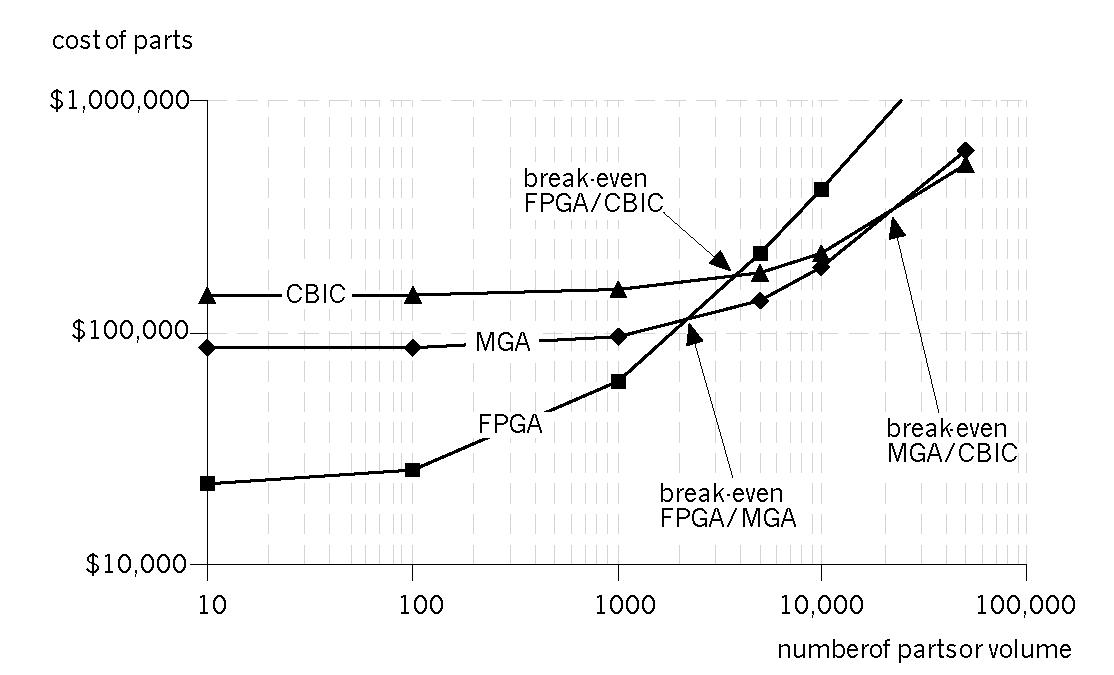 cost of parts
$1,000,000
break-even
FPGA/CBIC
CBIC
$100,000
MGA
FPGA
break-even
MGA/CBIC
break-even
FPGA/MGA
$10,000
10 100 1000 10,000 100,000
numberof partsor volume